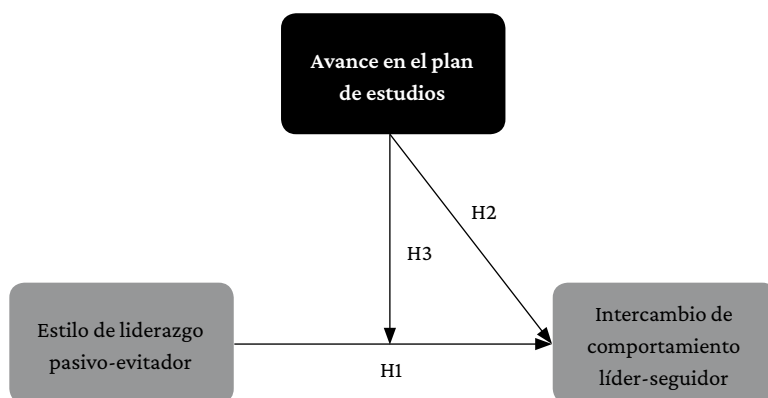 Avance en el plan
de estudios
H2
H3
Estilo de liderazgo
pasivo-evitador
H1
Intercambio de
comportamiento
líder-seguidor